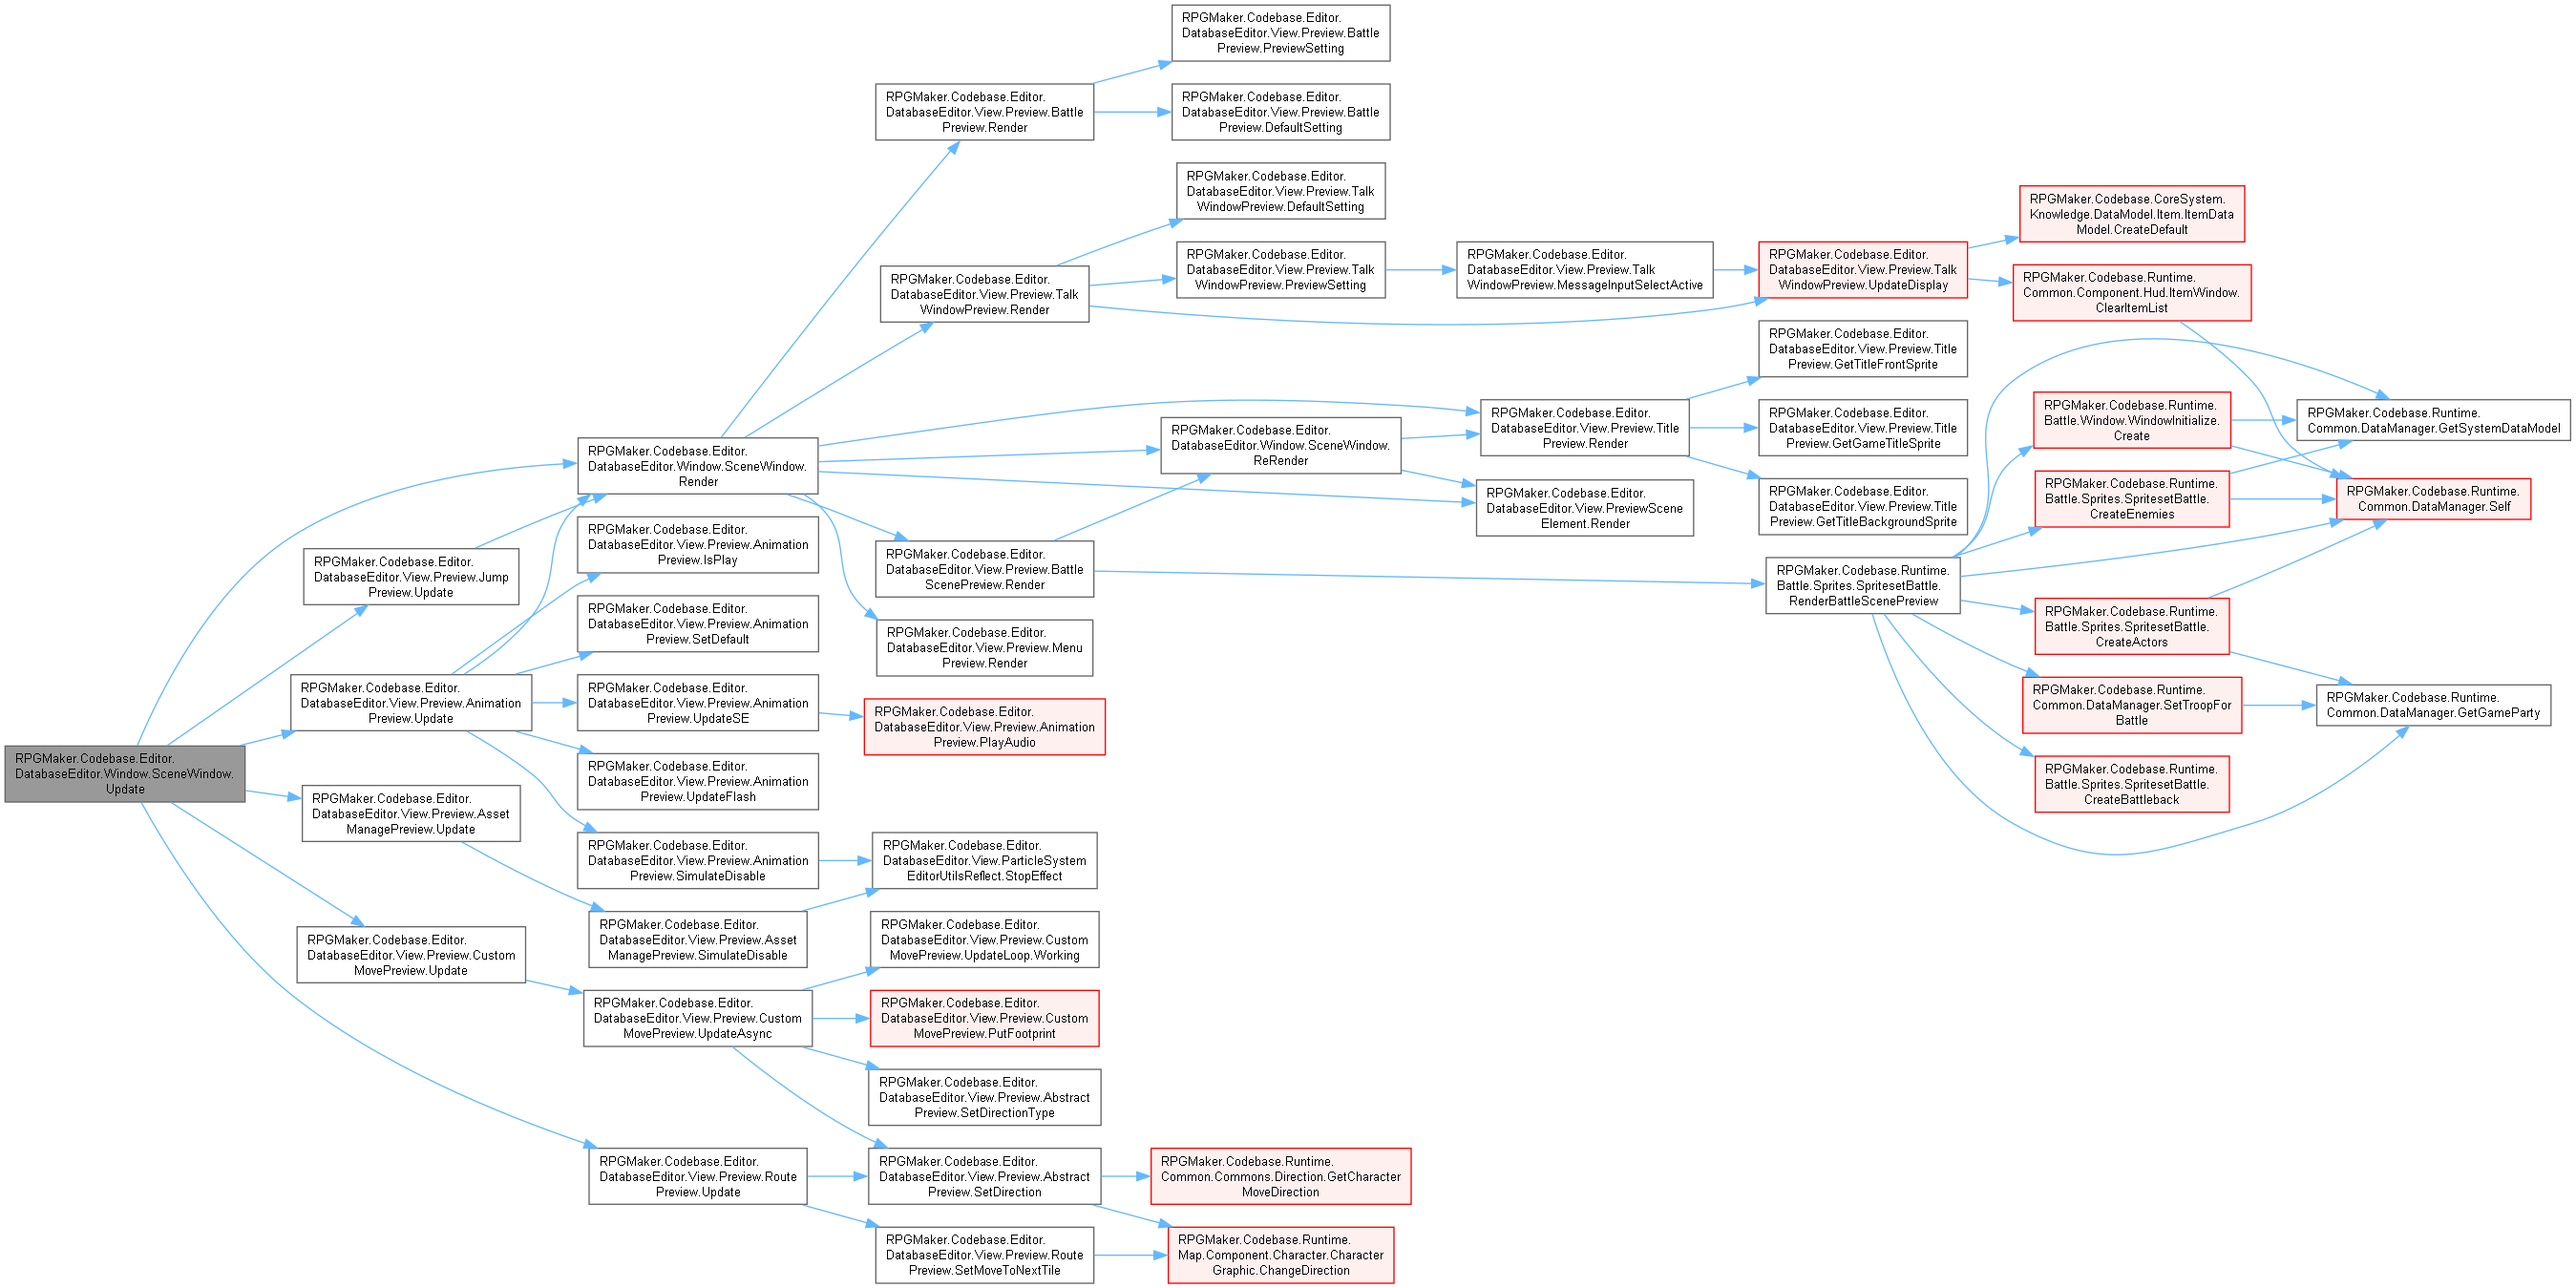 RPGMaker.Codebase.Editor.
DatabaseEditor.Window.SceneWindow.
Update
RPGMaker.Codebase.Editor.
DatabaseEditor.Window.SceneWindow.
Render
RPGMaker.Codebase.Editor.
DatabaseEditor.View.Preview.Jump
Preview.Update
RPGMaker.Codebase.Editor.
DatabaseEditor.View.Preview.Animation
Preview.Update
RPGMaker.Codebase.Editor.
DatabaseEditor.View.Preview.Asset
ManagePreview.Update
RPGMaker.Codebase.Editor.
DatabaseEditor.View.Preview.Custom
MovePreview.Update
RPGMaker.Codebase.Editor.
DatabaseEditor.View.Preview.Route
Preview.Update
RPGMaker.Codebase.Editor.
DatabaseEditor.View.Preview.Animation
Preview.IsPlay
RPGMaker.Codebase.Editor.
DatabaseEditor.View.Preview.Animation
Preview.SetDefault
RPGMaker.Codebase.Editor.
DatabaseEditor.View.Preview.Animation
Preview.UpdateSE
RPGMaker.Codebase.Editor.
DatabaseEditor.View.Preview.Animation
Preview.UpdateFlash
RPGMaker.Codebase.Editor.
DatabaseEditor.View.Preview.Animation
Preview.SimulateDisable
RPGMaker.Codebase.Editor.
DatabaseEditor.View.Preview.Asset
ManagePreview.SimulateDisable
RPGMaker.Codebase.Editor.
DatabaseEditor.View.Preview.Custom
MovePreview.UpdateAsync
RPGMaker.Codebase.Editor.
DatabaseEditor.View.Preview.Battle
Preview.Render
RPGMaker.Codebase.Editor.
DatabaseEditor.View.Preview.Talk
WindowPreview.Render
RPGMaker.Codebase.Editor.
DatabaseEditor.View.Preview.Battle
ScenePreview.Render
RPGMaker.Codebase.Editor.
DatabaseEditor.View.Preview.Menu
Preview.Render
RPGMaker.Codebase.Editor.
DatabaseEditor.View.Preview.Animation
Preview.PlayAudio
RPGMaker.Codebase.Editor.
DatabaseEditor.View.ParticleSystem
EditorUtilsReflect.StopEffect
RPGMaker.Codebase.Editor.
DatabaseEditor.View.Preview.Custom
MovePreview.UpdateLoop.Working
RPGMaker.Codebase.Editor.
DatabaseEditor.View.Preview.Custom
MovePreview.PutFootprint
RPGMaker.Codebase.Editor.
DatabaseEditor.View.Preview.Abstract
Preview.SetDirectionType
RPGMaker.Codebase.Editor.
DatabaseEditor.View.Preview.Abstract
Preview.SetDirection
RPGMaker.Codebase.Editor.
DatabaseEditor.View.Preview.Route
Preview.SetMoveToNextTile
RPGMaker.Codebase.Editor.
DatabaseEditor.View.Preview.Battle
Preview.PreviewSetting
RPGMaker.Codebase.Editor.
DatabaseEditor.View.Preview.Battle
Preview.DefaultSetting
RPGMaker.Codebase.Editor.
DatabaseEditor.View.Preview.Talk
WindowPreview.DefaultSetting
RPGMaker.Codebase.Editor.
DatabaseEditor.View.Preview.Talk
WindowPreview.PreviewSetting
RPGMaker.Codebase.Editor.
DatabaseEditor.Window.SceneWindow.
ReRender
RPGMaker.Codebase.Runtime.
Common.Commons.Direction.GetCharacter
MoveDirection
RPGMaker.Codebase.Runtime.
Map.Component.Character.Character
Graphic.ChangeDirection
RPGMaker.Codebase.Editor.
DatabaseEditor.View.Preview.Talk
WindowPreview.MessageInputSelectActive
RPGMaker.Codebase.Editor.
DatabaseEditor.View.Preview.Title
Preview.Render
RPGMaker.Codebase.Editor.
DatabaseEditor.View.PreviewScene
Element.Render
RPGMaker.Codebase.Editor.
DatabaseEditor.View.Preview.Talk
WindowPreview.UpdateDisplay
RPGMaker.Codebase.Editor.
DatabaseEditor.View.Preview.Title
Preview.GetTitleFrontSprite
RPGMaker.Codebase.Editor.
DatabaseEditor.View.Preview.Title
Preview.GetGameTitleSprite
RPGMaker.Codebase.Editor.
DatabaseEditor.View.Preview.Title
Preview.GetTitleBackgroundSprite
RPGMaker.Codebase.Runtime.
Battle.Sprites.SpritesetBattle.
RenderBattleScenePreview
RPGMaker.Codebase.CoreSystem.
Knowledge.DataModel.Item.ItemData
Model.CreateDefault
RPGMaker.Codebase.Runtime.
Common.Component.Hud.ItemWindow.
ClearItemList
RPGMaker.Codebase.Runtime.
Battle.Window.WindowInitialize.
Create
RPGMaker.Codebase.Runtime.
Battle.Sprites.SpritesetBattle.
CreateEnemies
RPGMaker.Codebase.Runtime.
Battle.Sprites.SpritesetBattle.
CreateActors
RPGMaker.Codebase.Runtime.
Common.DataManager.SetTroopFor
Battle
RPGMaker.Codebase.Runtime.
Battle.Sprites.SpritesetBattle.
CreateBattleback
RPGMaker.Codebase.Runtime.
Common.DataManager.GetSystemDataModel
RPGMaker.Codebase.Runtime.
Common.DataManager.Self
RPGMaker.Codebase.Runtime.
Common.DataManager.GetGameParty